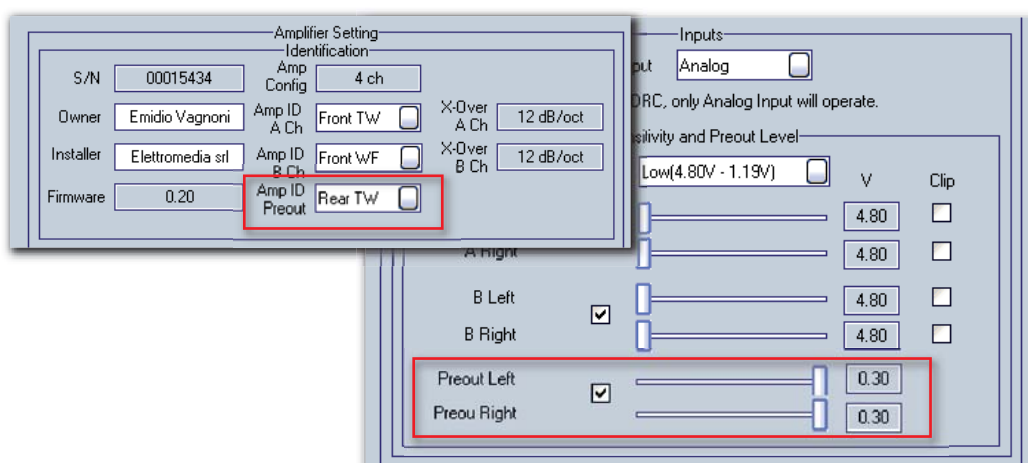 Amplifier Setting
Identification
S/N 00015434 Amp Config 4 ch
Owner Emidio Vagnoni Amp ID A Ch Front TW X-Over A Ch 12 dB/oct
Installer Elettromedia srl Amp ID B Ch Front WF X-Over B Ch 12 dB/oct
Firmware 0.20 Amp ID Preout Rear TW
Inputs
put Analog
DRC, only Analog Input will operate.
sitivity and Preout Level
Low(4.80V - 1.19V) V Clip
4.80
A Right 4.80
B Left 4.80
B Right 4.80
Preout Left 0.30
Preou Right 0.30